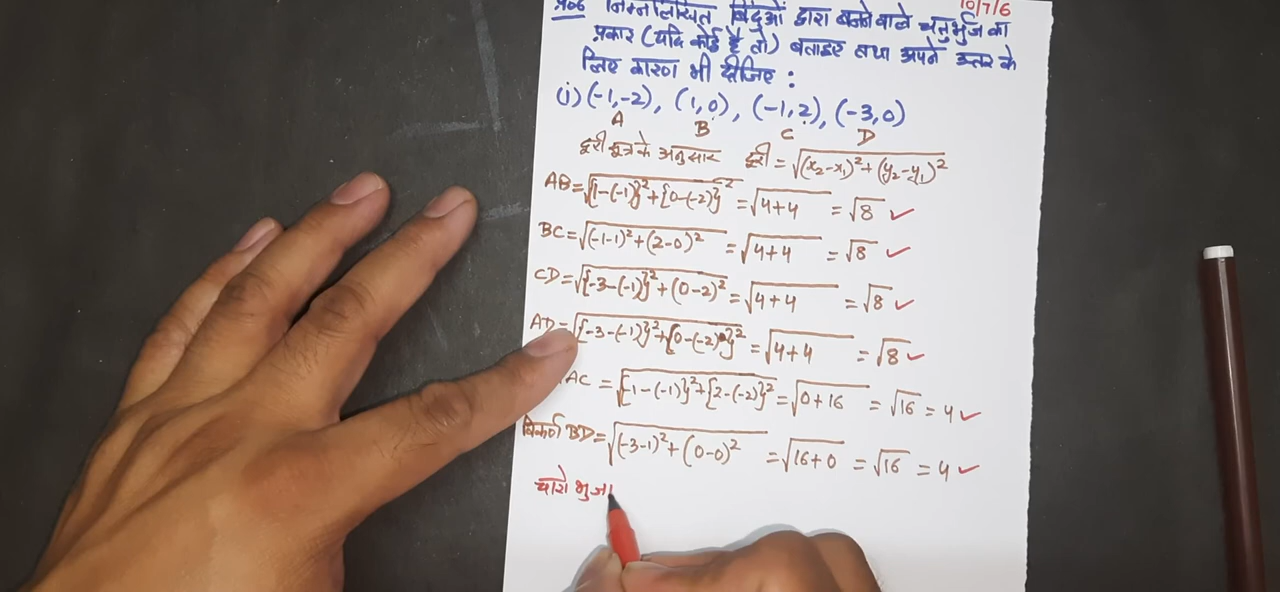 10/7/6
प्र०6 निम्नलिखित बिंदुओं द्वारा बनने वाले चतुर्भुज का
प्रकार (यदि कोई है तो) बताइए तथा अपने उत्तर के
लिए कारण भी दीजिए :
(i) (-1,-2), (1,0), (-1,2), (-3,0)
A B C D
दूरी सूत्र के अनुसार दूरी = √(x₂-x₁)²+(y₂-y₁)²
AB=√{1-(-1)}²+{0-(-2)}² = √4+4 = √8 ✓
BC=√(-1-1)²+(2-0)² = √4+4 = √8 ✓
CD=√{-3-(-1)}²+(0-2)² = √4+4 = √8 ✓
AD=√{-3-(-1)}²+{0-(-2)}² = √4+4 = √8 ✓
AC = √{-1-(-1)}²+{2-(-2)}² = √0+16 = √16 = 4 ✓
विकर्ण BD=√(-3-1)²+(0-0)² = √16+0 = √16 = 4 ✓
चारो भुजा